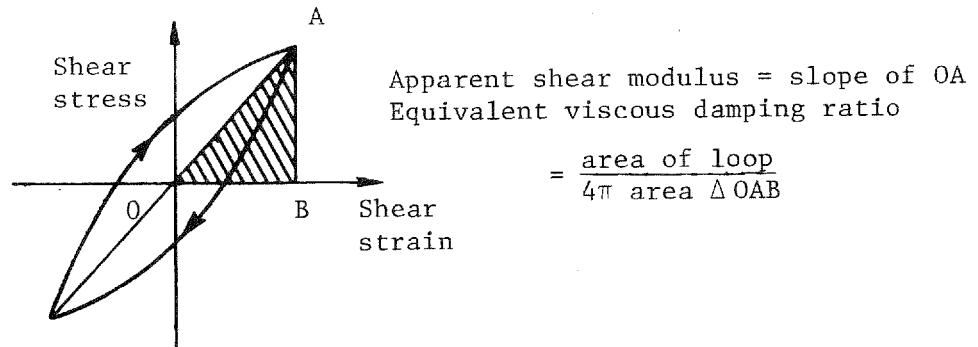 A
Shear
stress
O
B
Shear
strain
Apparent shear modulus = slope of OA
Equivalent viscous damping ratio
= area of loop
4π area Δ OAB